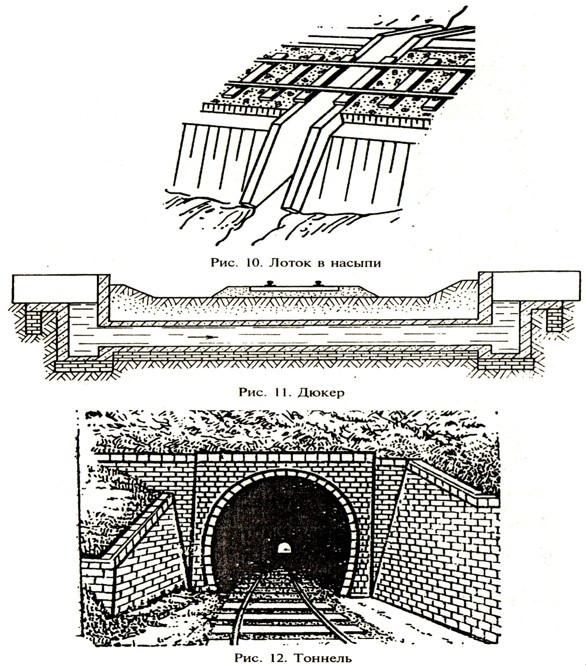 Рис. 10. Лоток в насыпи
Рис. 11. Дюкер
Рис. 12. Тоннель